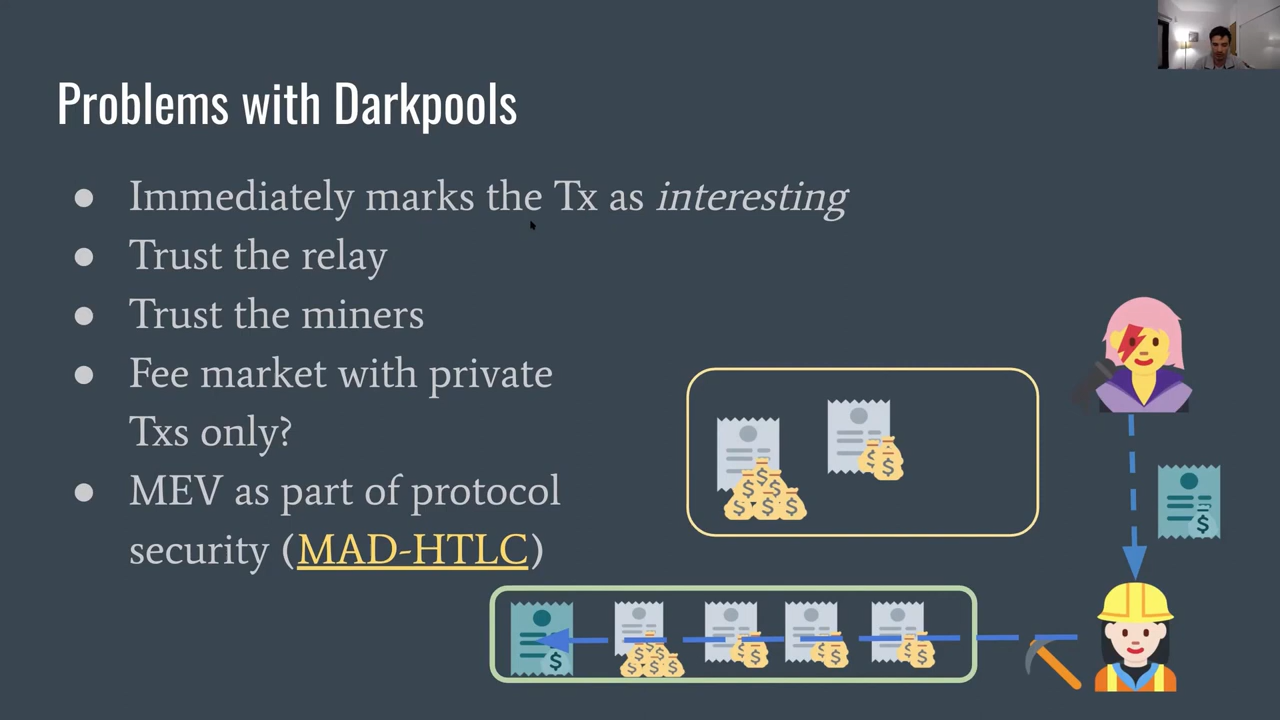 Problems with Darkpools
● Immediately marks the Tx as interesting
● Trust the relay
● Trust the miners
● Fee market with private
Txs only?
● MEV as part of protocol
security (MAD-HTLC)